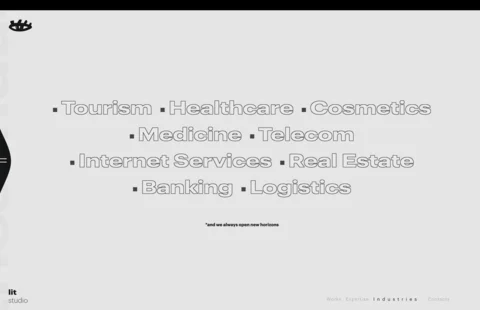 ▪ Tourism ▪ Healthcare ▪ Cosmetics
▪ Medicine ▪ Telecom
▪ Internet Services ▪ Real Estate
▪ Banking ▪ Logistics
*and we always open new horizons
lit
studio
Works Expertise Industries Contacts